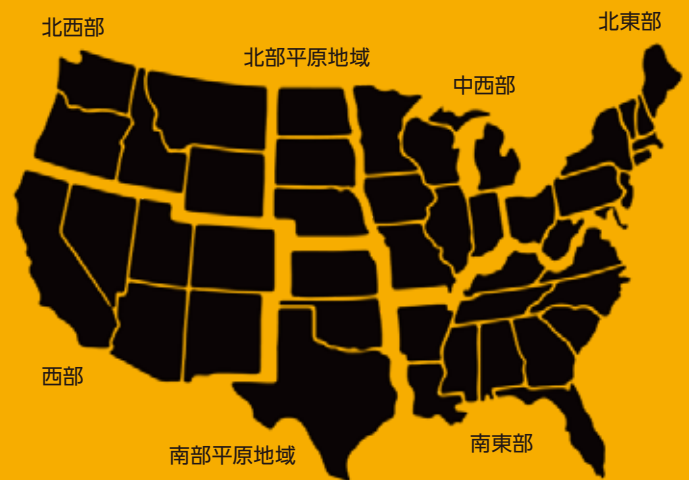 北東部
北西部
北部平原地域
中西部
西部
南東部
南部平原地域